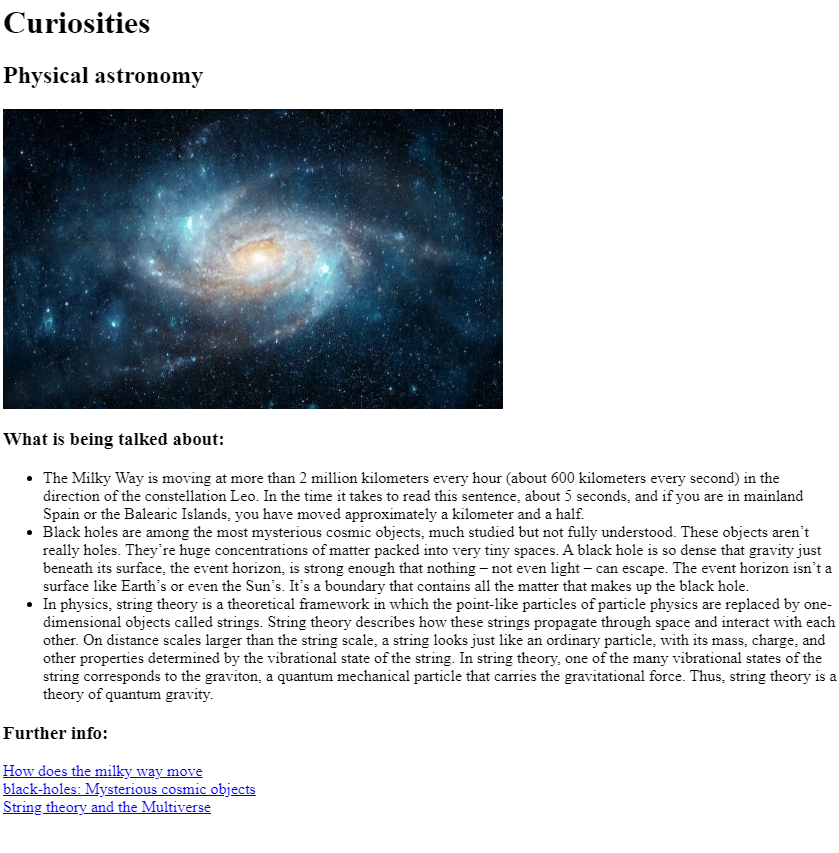 Curiosities
Physical astronomy
What is being talked about:
The Milky Way is moving at more than 2 million kilometers every hour (about 600 kilometers every second) in the
direction of the constellation Leo. In the time it takes to read this sentence, about 5 seconds, and if you are in mainland
Spain or the Balearic Islands, you have moved approximately a kilometer and a half.
Black holes are among the most mysterious cosmic objects, much studied but not fully understood. These objects aren’t
really holes. They’re huge concentrations of matter packed into very tiny spaces. A black hole is so dense that gravity just
beneath its surface, the event horizon, is strong enough that nothing – not even light – can escape. The event horizon isn’t a
surface like Earth’s or even the Sun’s. It’s a boundary that contains all the matter that makes up the black hole.
In physics, string theory is a theoretical framework in which the point-like particles of particle physics are replaced by one-
dimensional objects called strings. String theory describes how these strings propagate through space and interact with each
other. On distance scales larger than the string scale, a string looks just like an ordinary particle, with its mass, charge, and
other properties determined by the vibrational state of the string. In string theory, one of the many vibrational states of the
string corresponds to the graviton, a quantum mechanical particle that carries the gravitational force. Thus, string theory is a
theory of quantum gravity.
Further info:
How does the milky way move
black-holes: Mysterious cosmic objects
String theory and the Multiverse